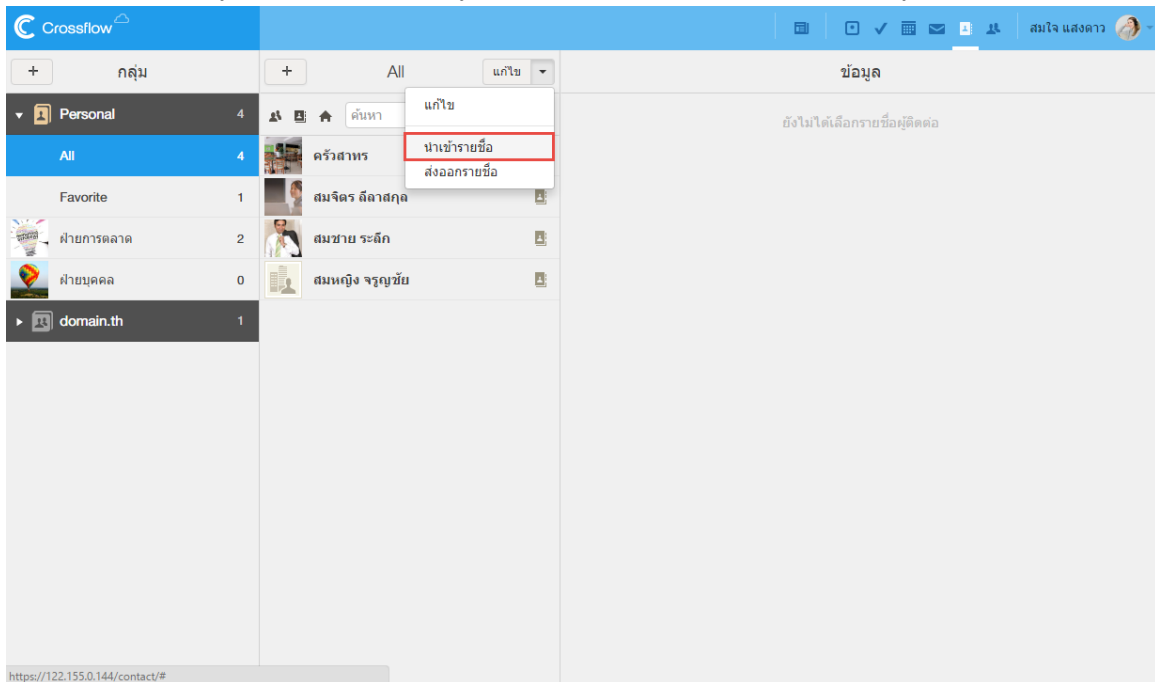 Crossflow
สมใจ แสงดาว
+ กลุ่ม
+ All แก้ไข
ข้อมูล
Personal 4
แก้ไข
ค้นหา
ยังไม่ได้เลือกรายชื่อผู้ติดต่อ
All 4
ครัวสาทร
นำเข้ารายชื่อ
ส่งออกรายชื่อ
Favorite 1
สมจิตร ลีลาสกุล
ฝ่ายการตลาด 2
สมชาย ระลึก
ฝ่ายบุคคล 0
สมหญิง จรูญชัย
domain.th 1
https://122.155.0.144/contact/#